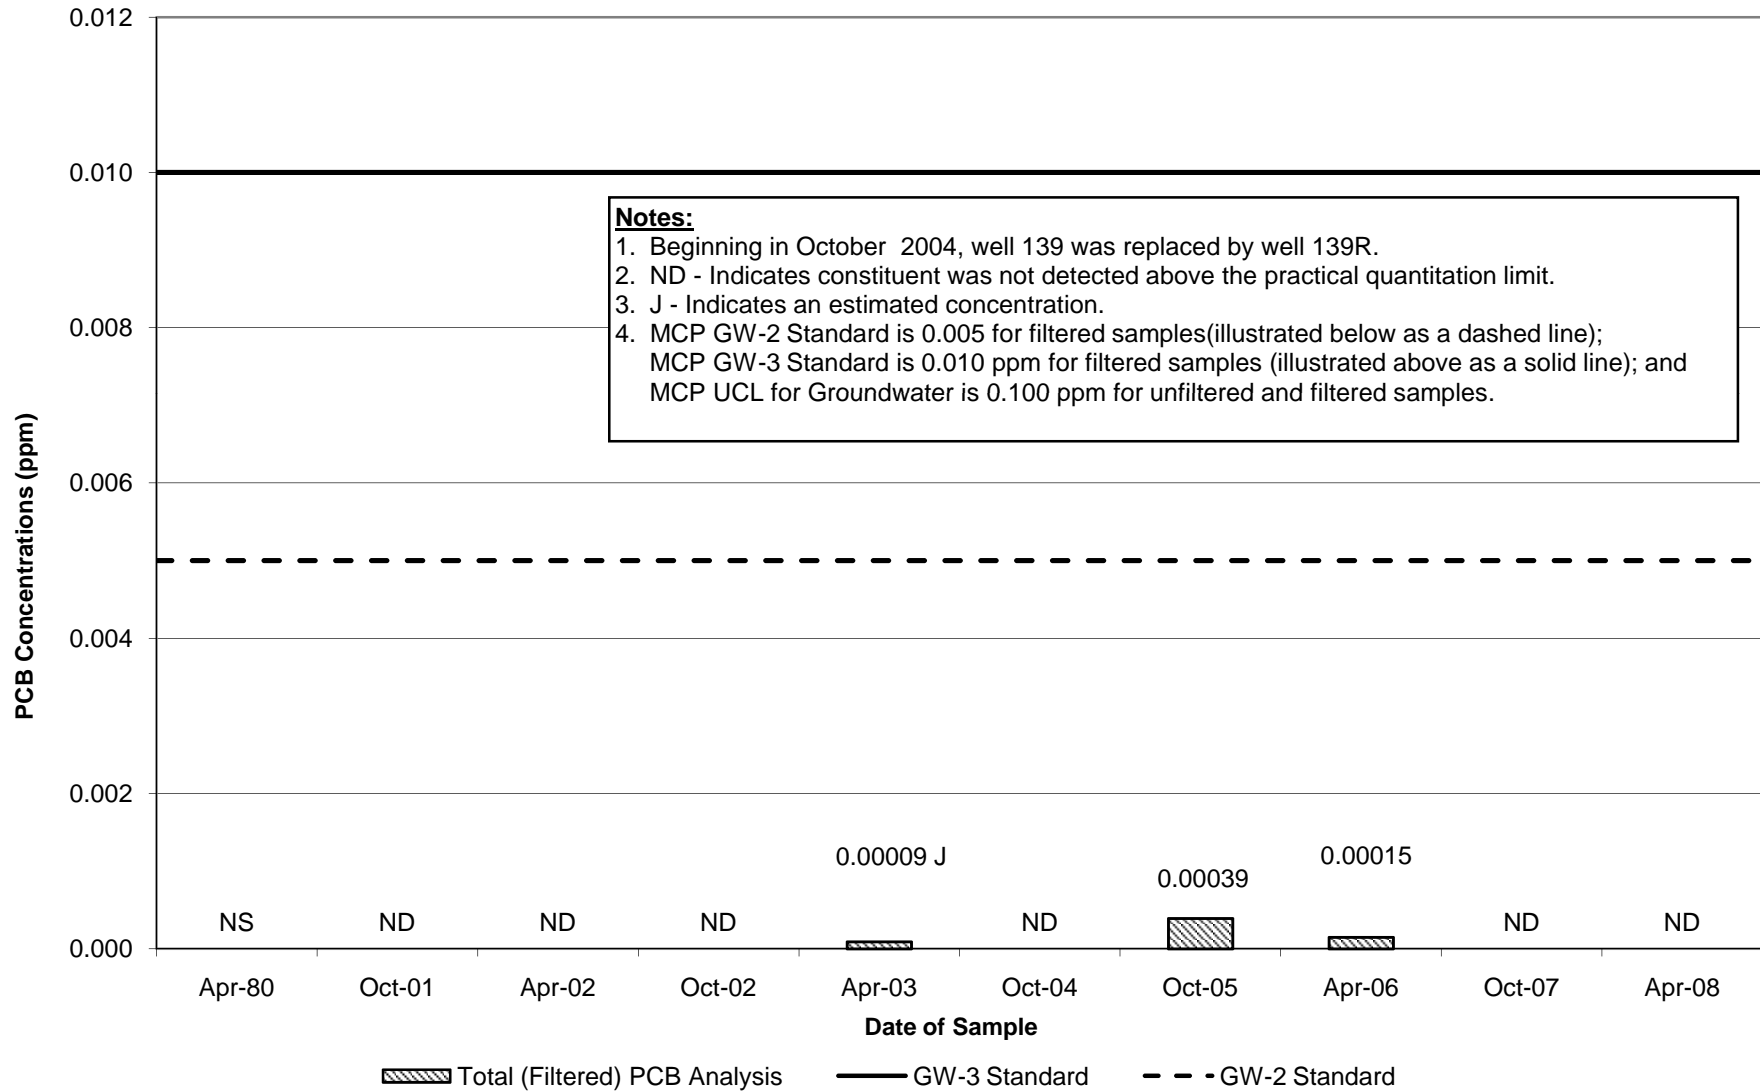 0.012
0.010
0.008
0.006
0.004
0.002
0.000
PCB Concentrations (ppm)
Notes:
1. Beginning in October 2004, well 139 was replaced by well 139R.
2. ND - Indicates constituent was not detected above the practical quantitation limit.
3. J - Indicates an estimated concentration.
4. MCP GW-2 Standard is 0.005 for filtered samples(illustrated below as a dashed line);
MCP GW-3 Standard is 0.010 ppm for filtered samples (illustrated above as a solid line); and
MCP UCL for Groundwater is 0.100 ppm for unfiltered and filtered samples.
NS ND ND ND 0.00009 J ND 0.00039 0.00015 ND ND
Apr-80 Oct-01 Apr-02 Oct-02 Apr-03 Oct-04 Oct-05 Apr-06 Oct-07 Apr-08
Date of Sample
Total (Filtered) PCB Analysis GW-3 Standard GW-2 Standard